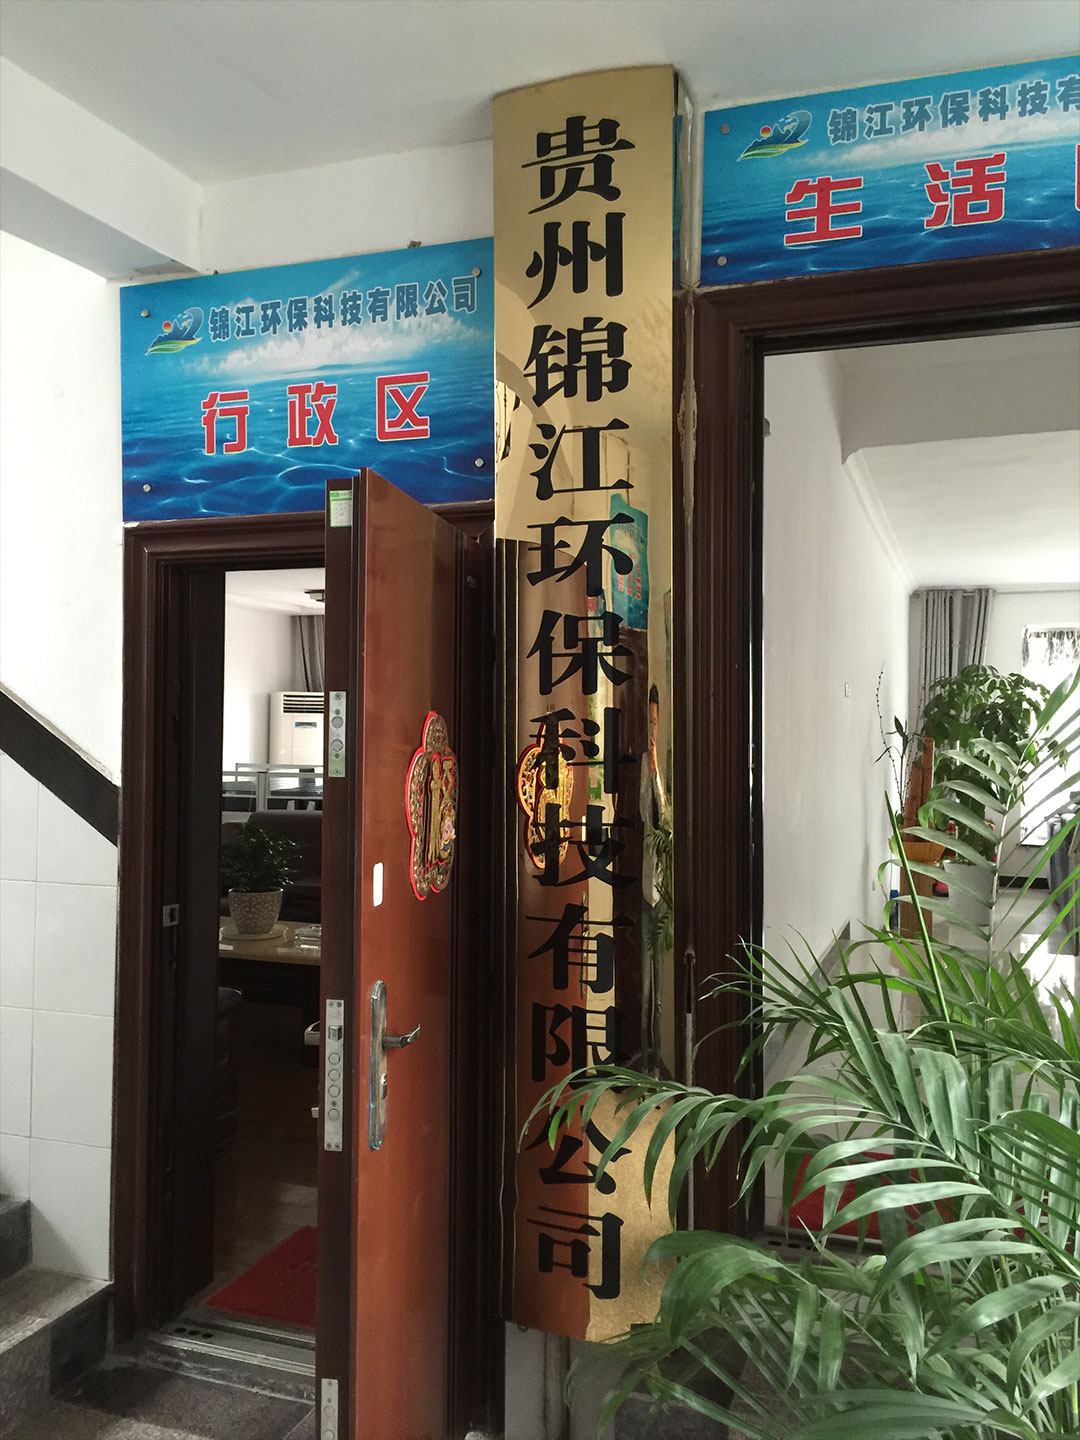 锦江环保科技有限公司
行政区
贵州锦江环保科技有限公司
锦江环保科技有
生活